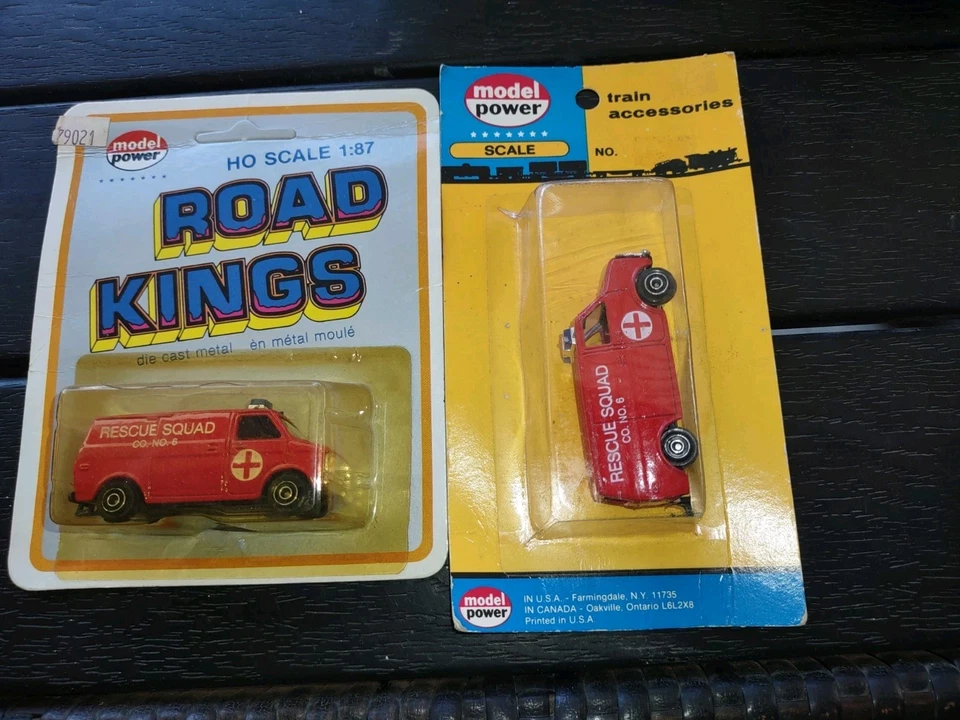 79021
model
power
HO SCALE 1:87
ROAD
KINGS
die cast metal èn métal moulé
RESCUE SQUAD
CO. NO. 6
model
power
train
accessories
SCALE
NO.
RESCUE SQUAD
CO. NO. 6
model
power
IN U.S.A. - Farmingdale, N.Y. 11735
IN CANADA - Oakville, Ontario L6L2X8
Printed in U.S.A